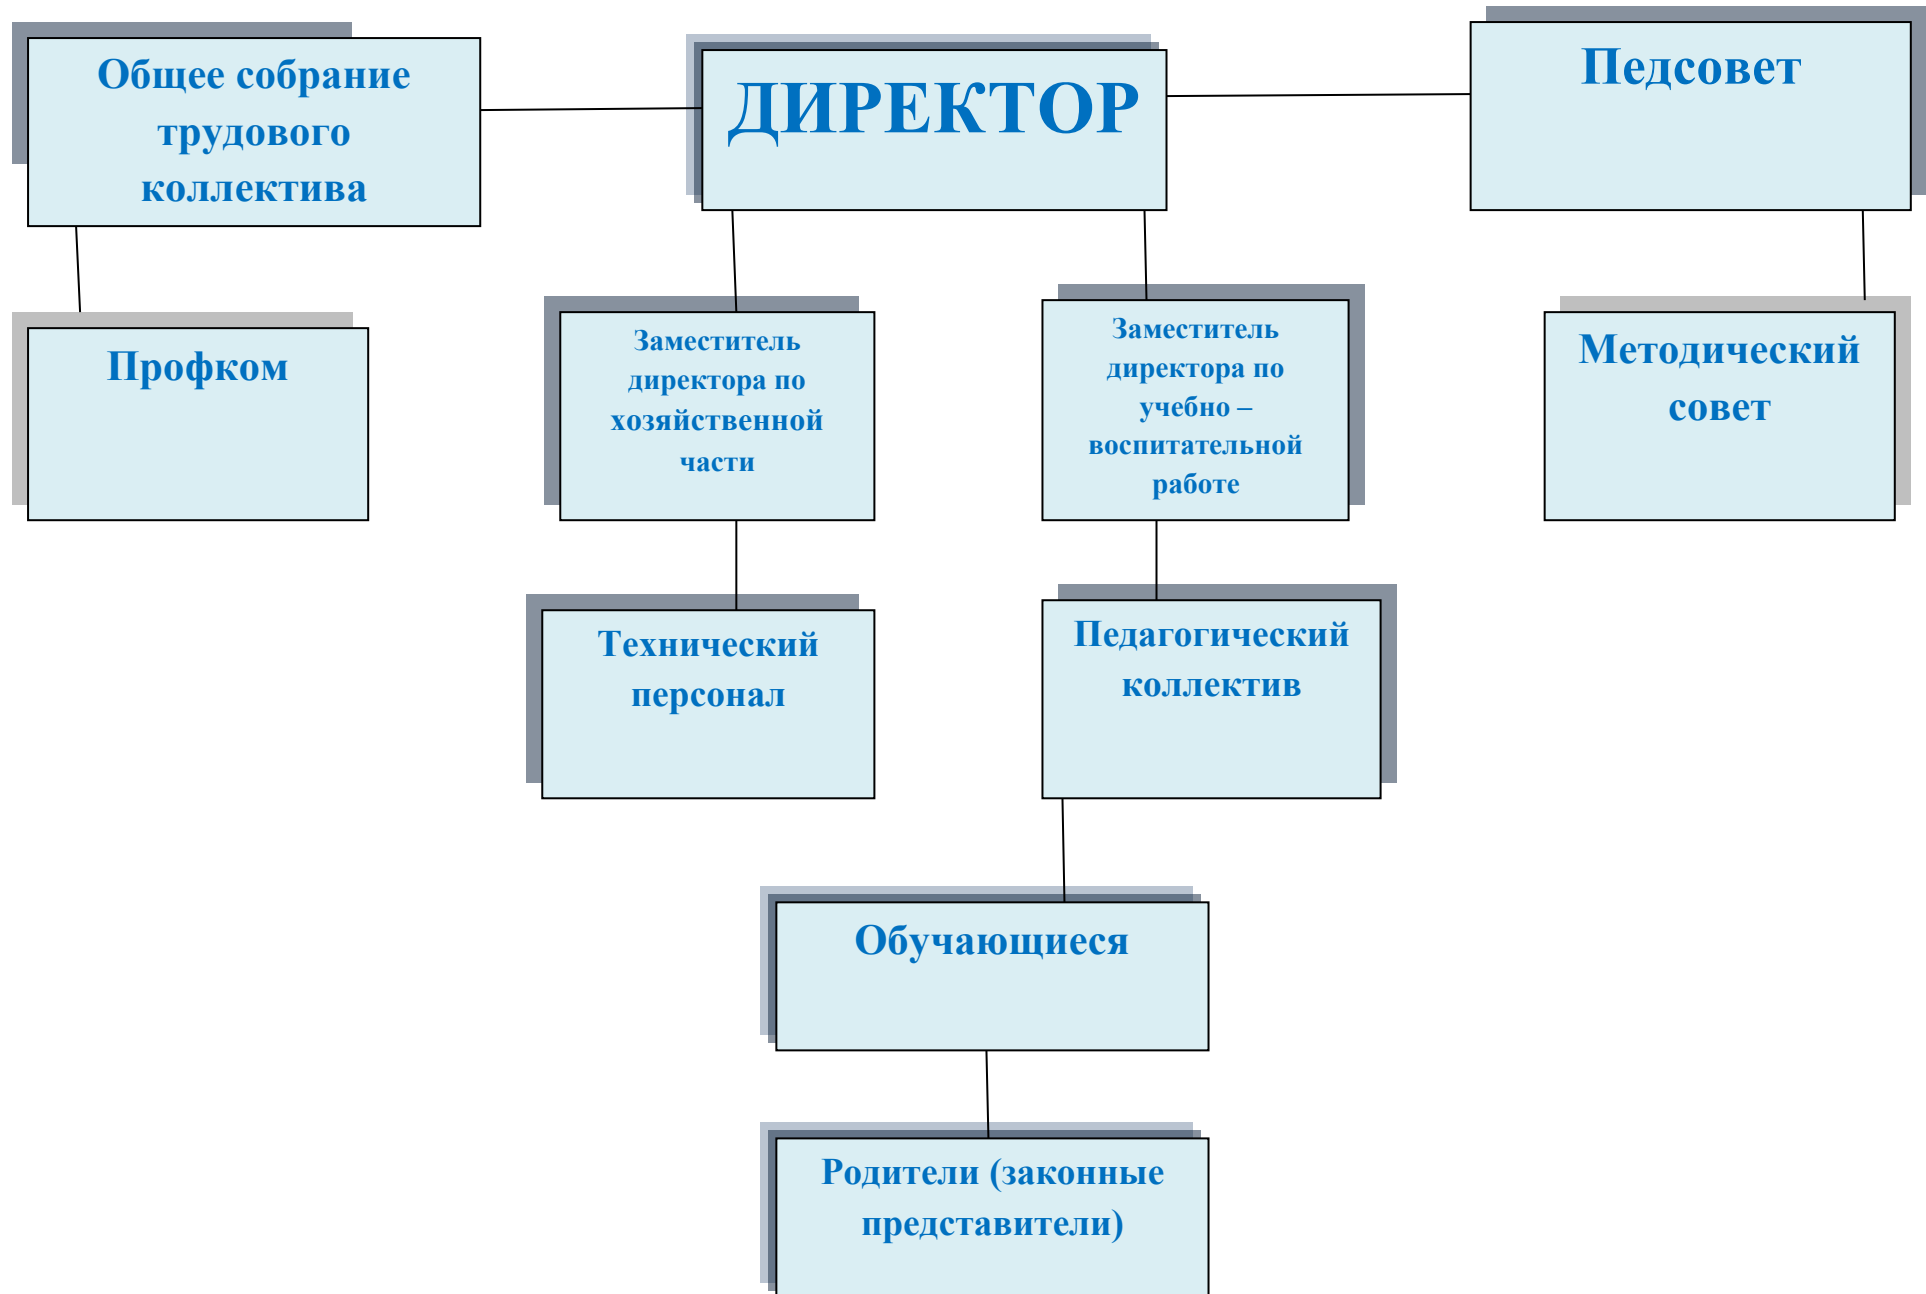 Общее собрание
трудового
коллектива
ДИРЕКТОР
Педсовет
Профком
Заместитель
директора по
хозяйственной
части
Заместитель
директора по
учебно –
воспитательной
работе
Методический
совет
Технический
персонал
Педагогический
коллектив
Обучающиеся
Родители (законные
представители)